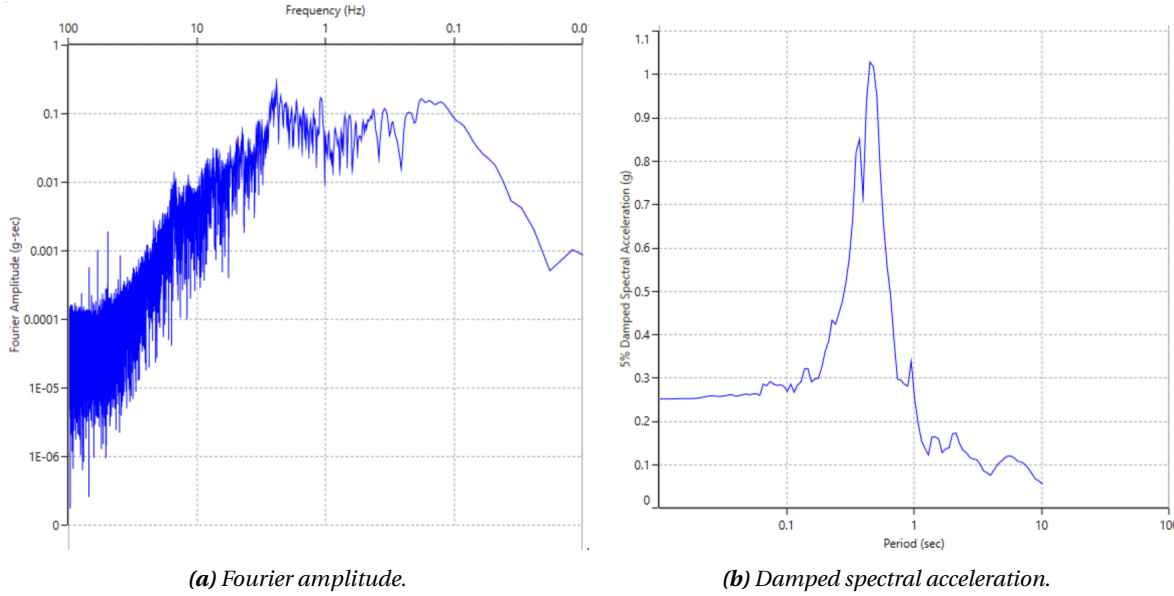 Frequency (Hz)
100 10 1 0.1 0.0
1
0.1
0.01
0.001
0.0001
1E-05
1E-06
0
Fourier Amplitude (g-sec)
(a) Fourier amplitude.
1.1
1
0.9
0.8
0.7
0.6
0.5
0.4
0.3
0.2
0.1
0
5% Damped Spectral Acceleration (g)
0.1 1 10 100
Period (sec)
(b) Damped spectral acceleration.